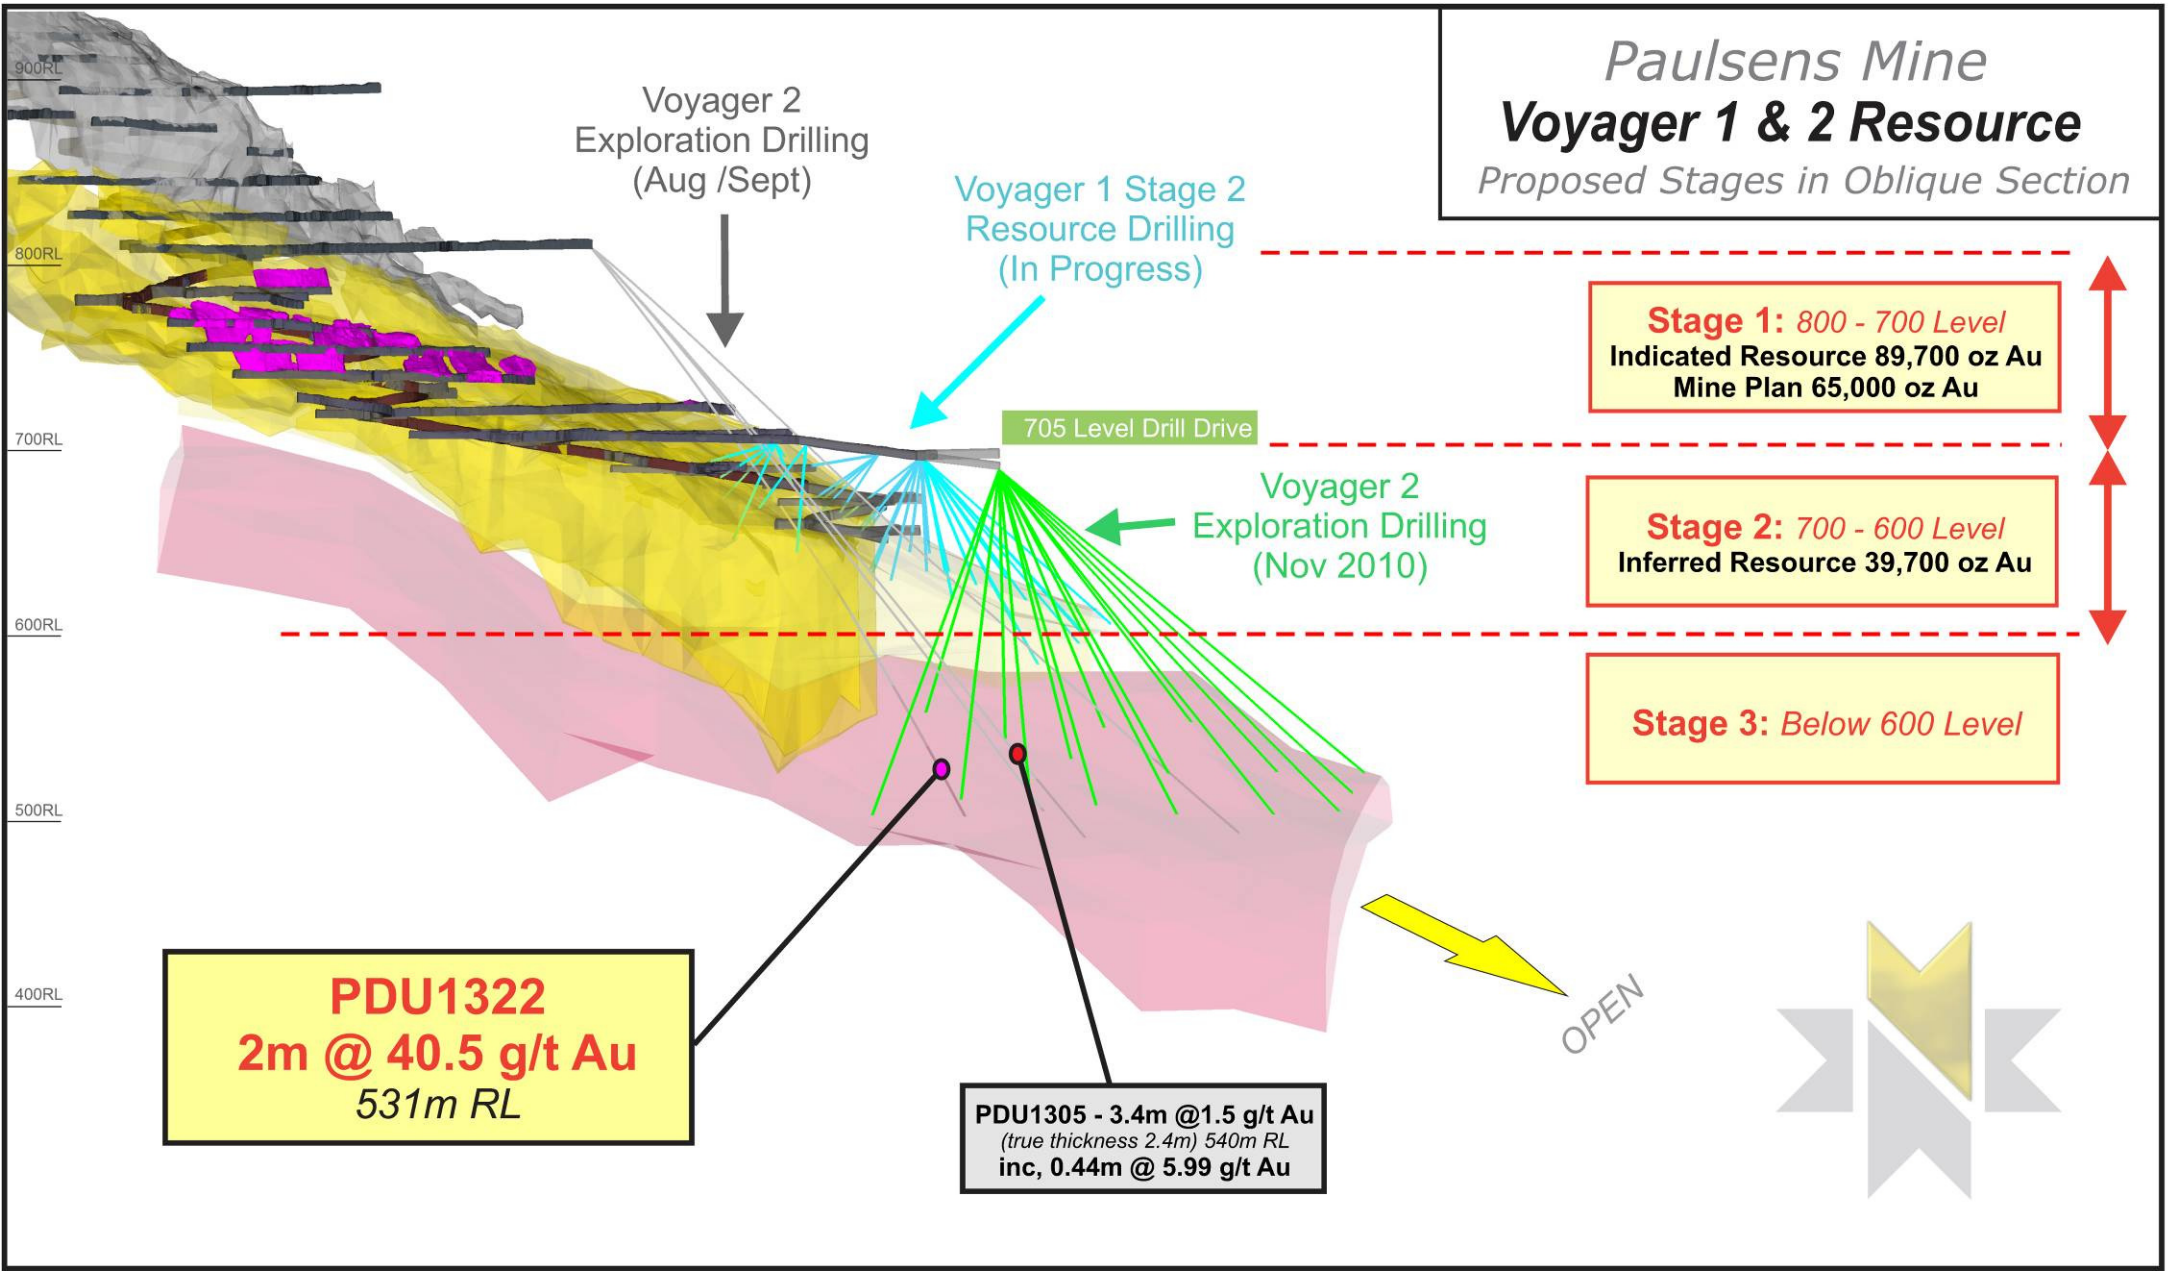 Paulsens Mine
Voyager 1 & 2 Resource
Proposed Stages in Oblique Section
900RL
800RL
700RL
600RL
500RL
400RL
Voyager 2
Exploration Drilling
(Aug /Sept)
Voyager 1 Stage 2
Resource Drilling
(In Progress)
705 Level Drill Drive
Voyager 2
Exploration Drilling
(Nov 2010)
Stage 1: 800 - 700 Level
Indicated Resource 89,700 oz Au
Mine Plan 65,000 oz Au
Stage 2: 700 - 600 Level
Inferred Resource 39,700 oz Au
Stage 3: Below 600 Level
PDU1322
2m @ 40.5 g/t Au
531m RL
PDU1305 - 3.4m @1.5 g/t Au
(true thickness 2.4m) 540m RL
inc, 0.44m @ 5.99 g/t Au
OPEN